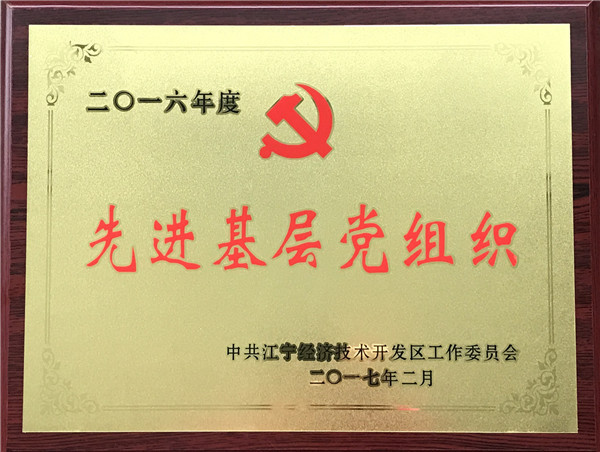 二〇一六年度
先进基层党组织
中共江宁经济技术开发区工作委员会
二〇一七年二月